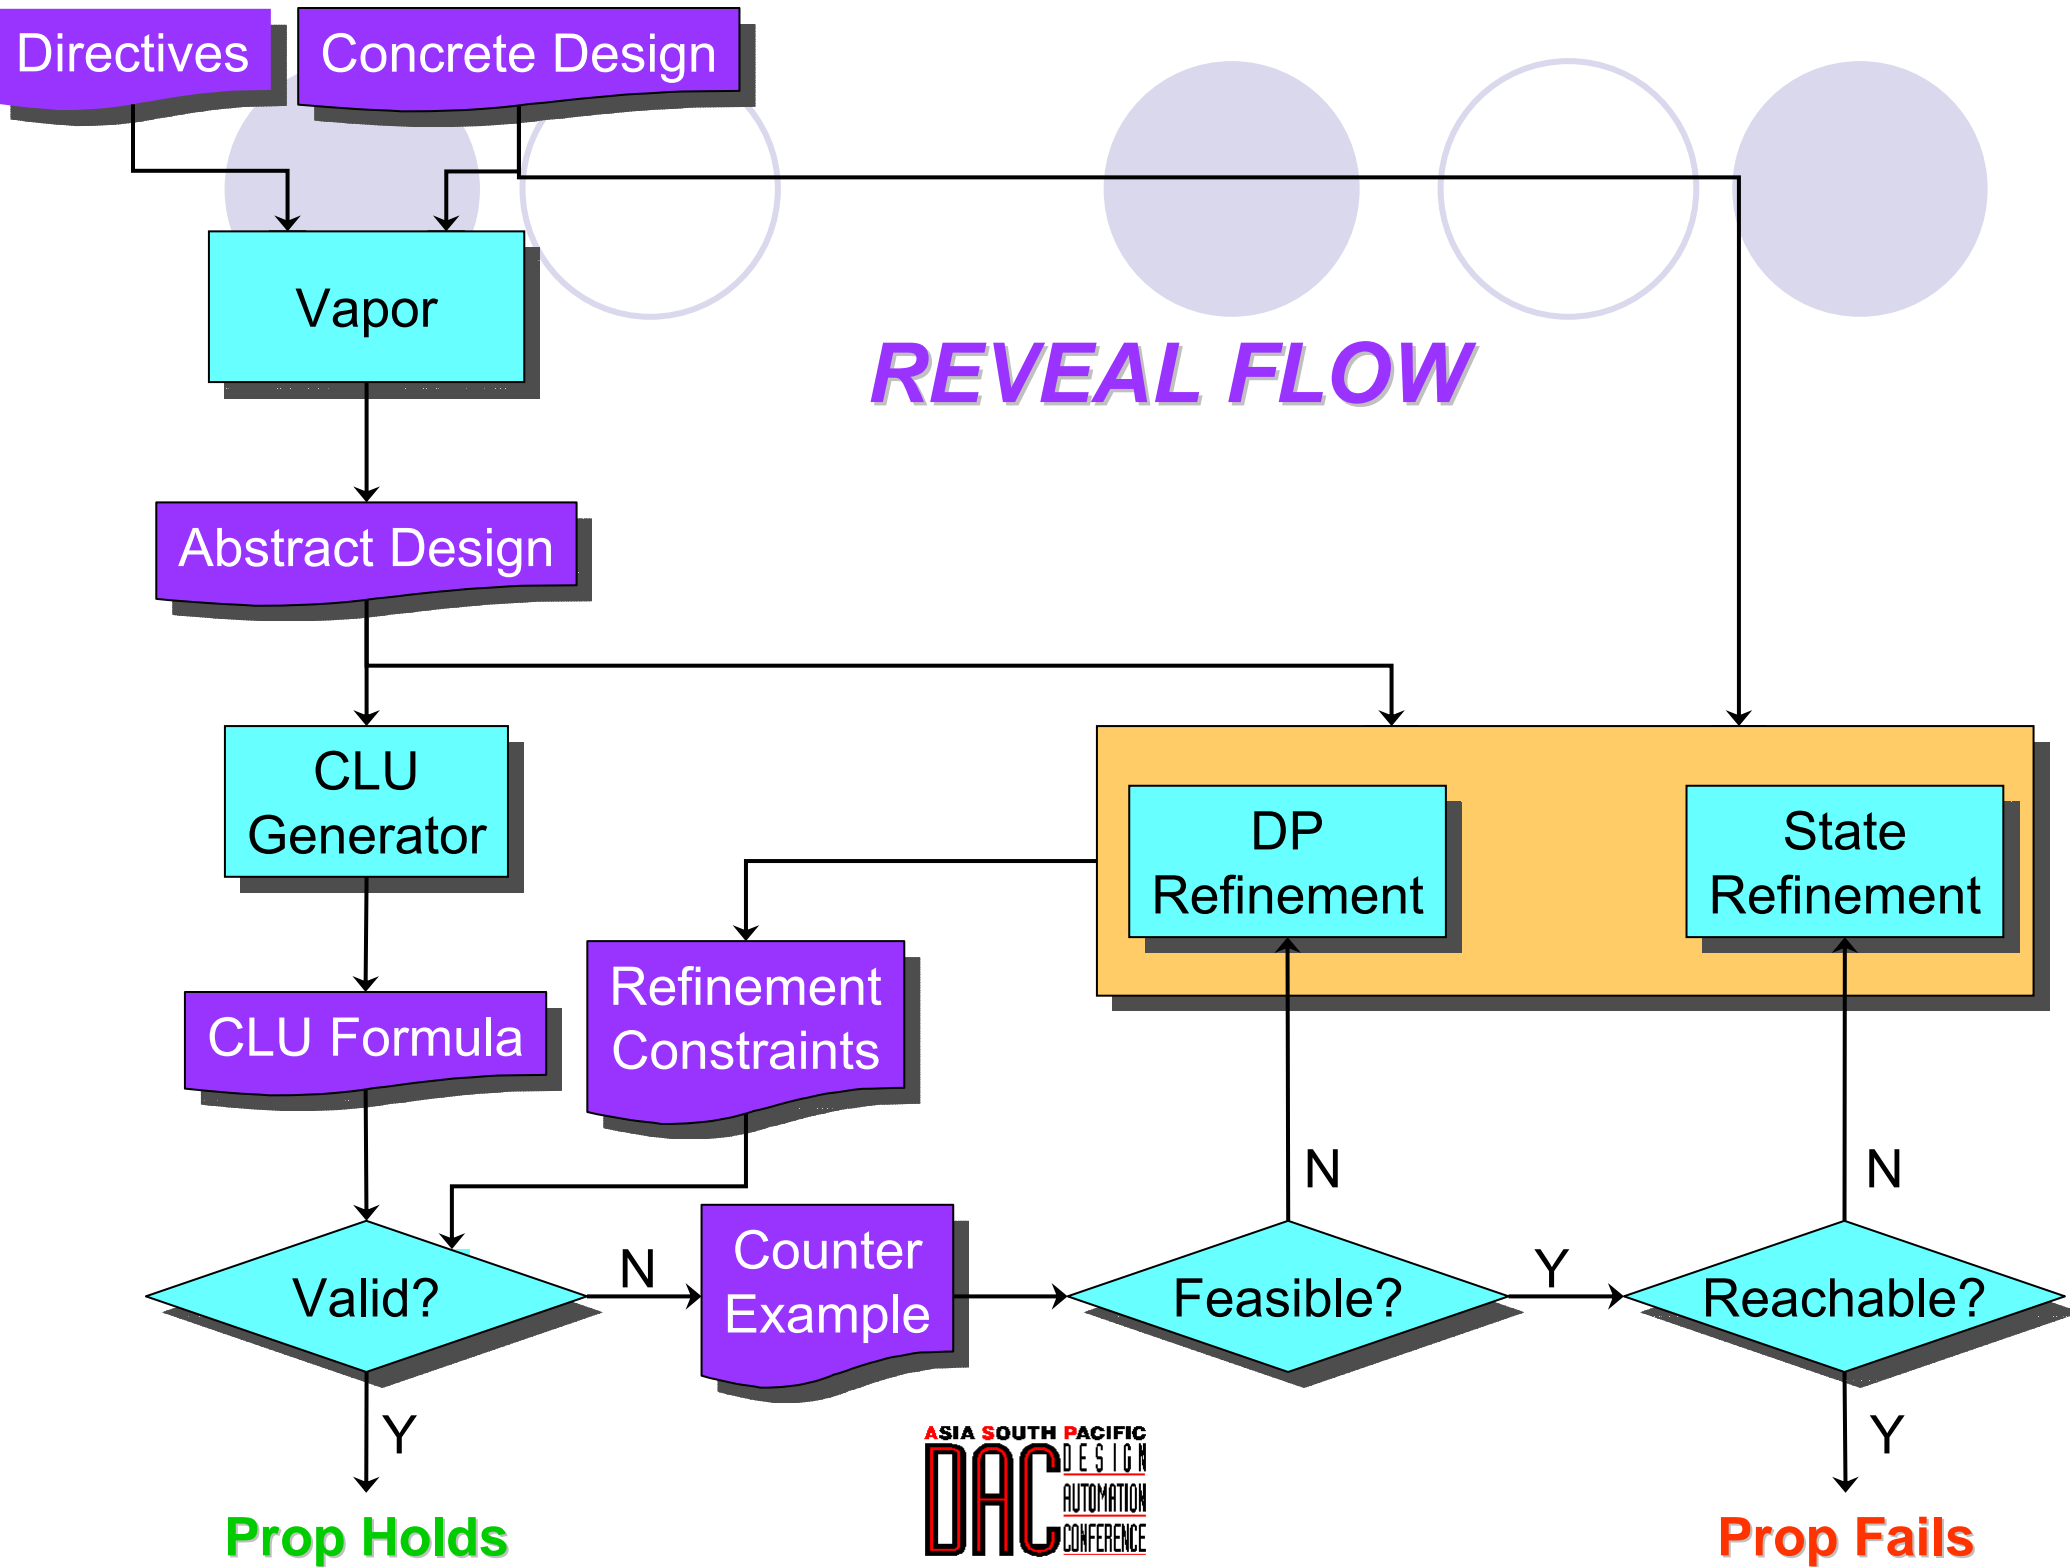 Directives
Concrete Design
Vapor
REVEAL FLOW
Abstract Design
CLU
Generator
DP
Refinement
State
Refinement
Refinement
Constraints
CLU Formula
N
N
Counter
Example
Valid?
N
Feasible?
Y
Reachable?
Y
Y
ASIA SOUTH PACIFIC
DAC
DESIGN
AUTOMATION
CONFERENCE
Prop Holds
Prop Fails